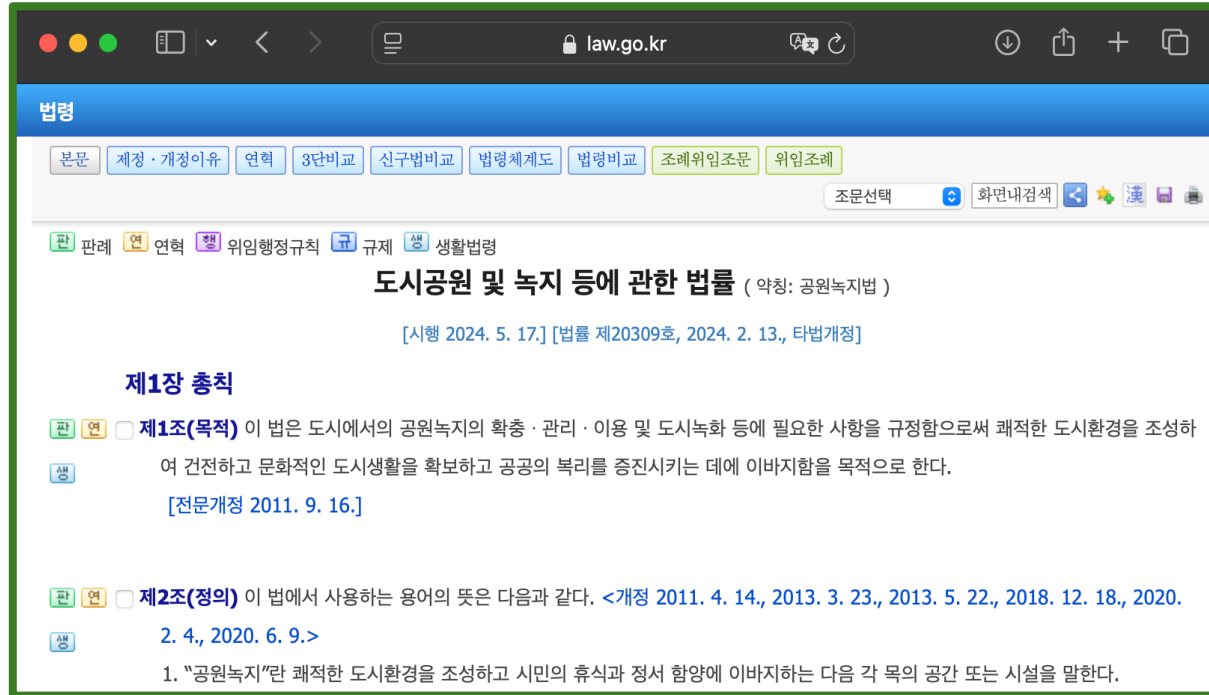 law.go.kr
법령
본문 제정 · 개정이유 연혁 3단비교 신구법비교 법령체계도 법령비교 조례위임조문 위임조례
조문선택 화면내검색 漢
판 판례 연 연혁 행 위임행정규칙 규 규제 생 생활법령
도시공원 및 녹지 등에 관한 법률 ( 약칭: 공원녹지법 )
[시행 2024. 5. 17.] [법률 제20309호, 2024. 2. 13., 타법개정]
제1장 총칙
판 연 제1조(목적) 이 법은 도시에서의 공원녹지의 확충 · 관리 · 이용 및 도시녹화 등에 필요한 사항을 규정함으로써 쾌적한 도시환경을 조성하
생 여 건전하고 문화적인 도시생활을 확보하고 공공의 복리를 증진시키는 데에 이바지함을 목적으로 한다.
[전문개정 2011. 9. 16.]
판 연 제2조(정의) 이 법에서 사용하는 용어의 뜻은 다음과 같다. <개정 2011. 4. 14., 2013. 3. 23., 2013. 5. 22., 2018. 12. 18., 2020.
생 2. 4., 2020. 6. 9.>
1. “공원녹지”란 쾌적한 도시환경을 조성하고 시민의 휴식과 정서 함양에 이바지하는 다음 각 목의 공간 또는 시설을 말한다.